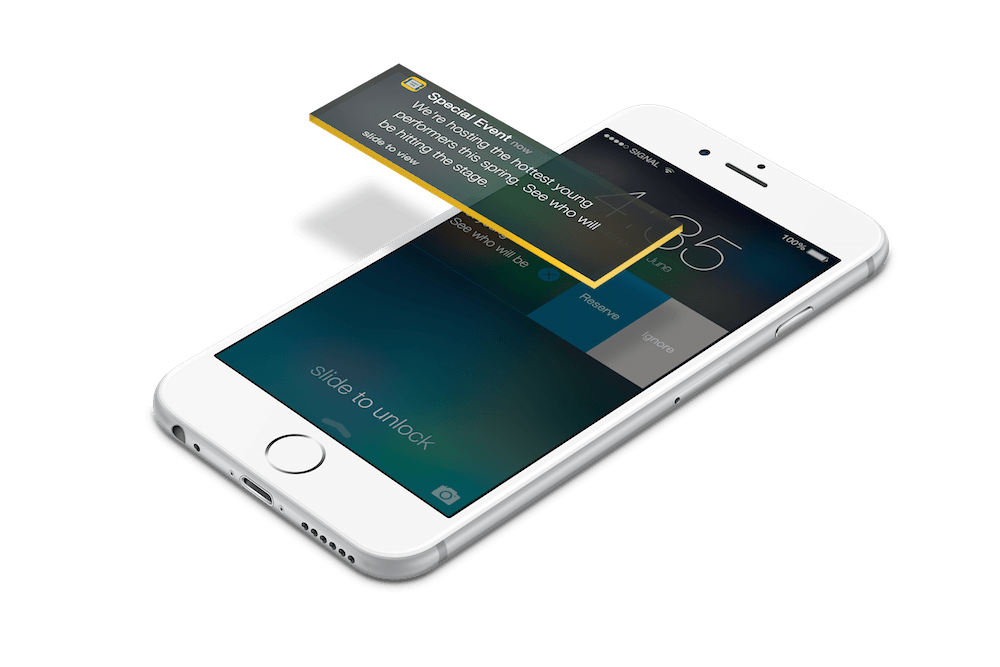 SIGNAL
100%
4:35
June
Special Event now
We're hosting the hottest young
performers this spring. See who will
be hitting the stage.
slide to view
See who will be
Reserve
Ignore
slide to unlock